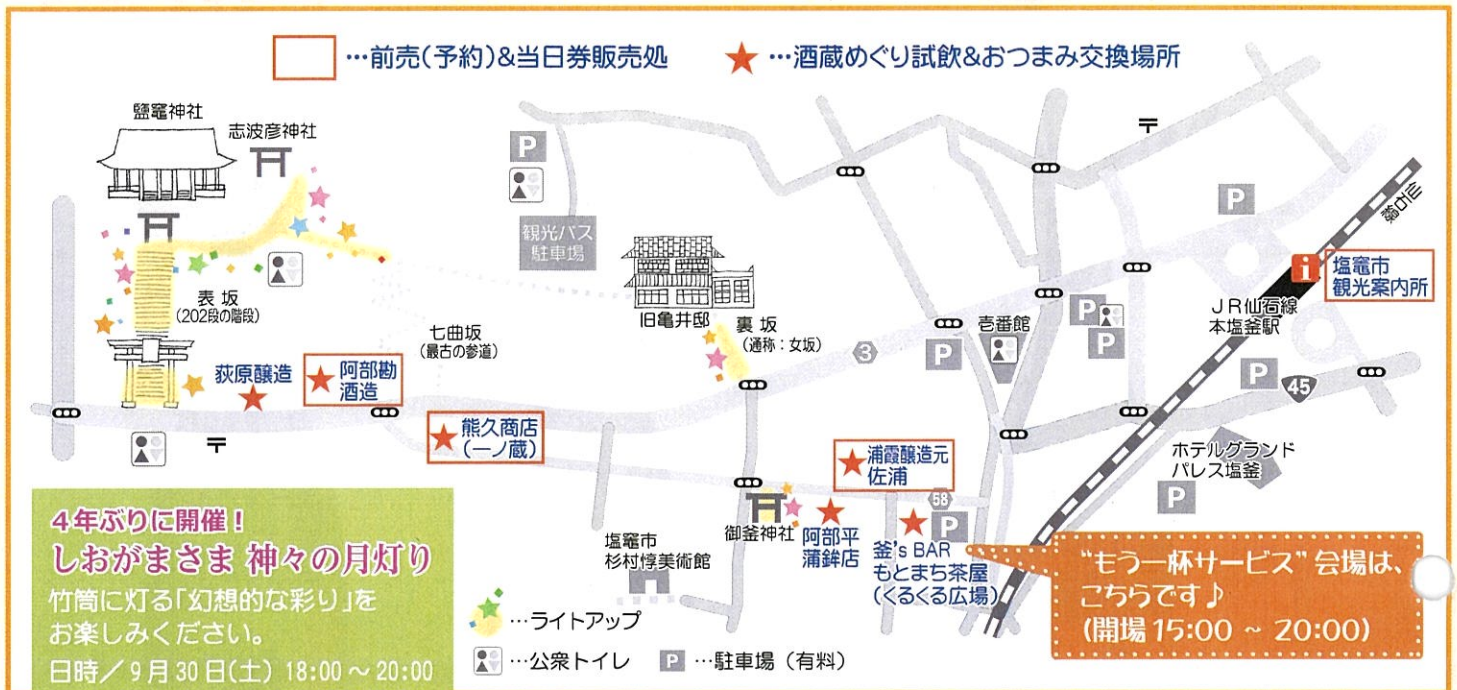 …前売(予約)&当日券販売処
★…酒蔵めぐり試飲&おつまみ交換場所
鹽竈神社
志波彦神社
〒
P
P
観光バス
駐車場
仙石線
i
塩竈市
観光案内所
JR仙石線
本塩釜駅
表坂
(202段の階段)
七曲坂
(最古の参道)
旧亀井邸
裏坂
(通称:女坂)
3
P
壱番館
P
P
P
45
荻原醸造
阿部勘
酒造
熊久商店
(一ノ蔵)
〒
浦霞醸造元
佐浦
58
P
ホテルグランド
パレス塩釜
P
御釜神社
阿部平
蒲鉾店
釜's BAR
もとまち茶屋
(くるくる広場)
塩竈市
杉村惇美術館
4年ぶりに開催!
しおがまさま 神々の月灯り
竹筒に灯る「幻想的な彩り」を
お楽しみください。
日時/9月30日(土) 18:00~20:00
…ライトアップ
…公衆トイレ
P…駐車場(有料)
"もう一杯サービス"会場は、
こちらです♪
(開場 15:00 ~ 20:00)